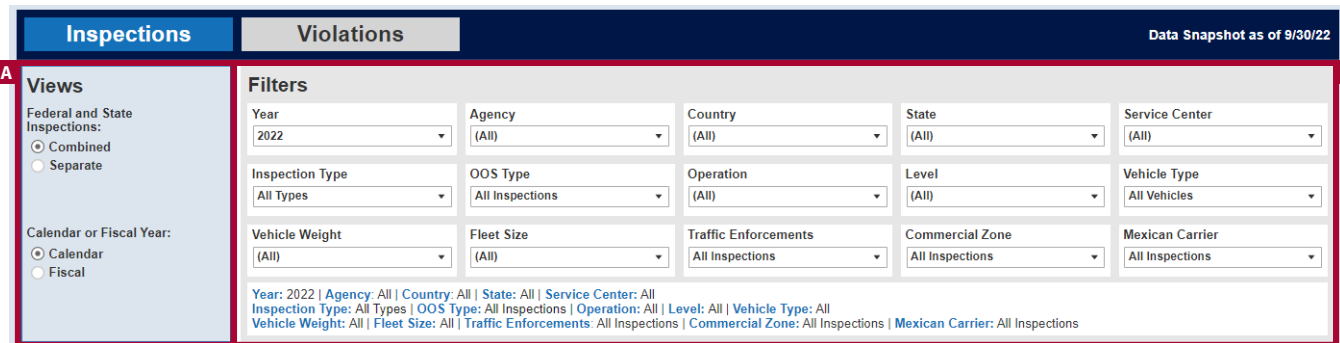 Inspections
Violations
Data Snapshot as of 9/30/22
A
Views
Federal and State
Inspections:
Combined
Separate
Calendar or Fiscal Year:
Calendar
Fiscal
Filters
Year
2022
Agency
(All)
Country
(All)
State
(All)
Service Center
(All)
Inspection Type
All Types
OOS Type
All Inspections
Operation
(All)
Level
(All)
Vehicle Type
All Vehicles
Vehicle Weight
(All)
Fleet Size
(All)
Traffic Enforcements
All Inspections
Commercial Zone
All Inspections
Mexican Carrier
All Inspections
Year: 2022 | Agency: All | Country: All | State: All | Service Center: All
Inspection Type: All Types | OOS Type: All Inspections | Operation: All | Level: All | Vehicle Type: All
Vehicle Weight: All | Fleet Size: All | Traffic Enforcements: All Inspections | Commercial Zone: All Inspections | Mexican Carrier: All Inspections